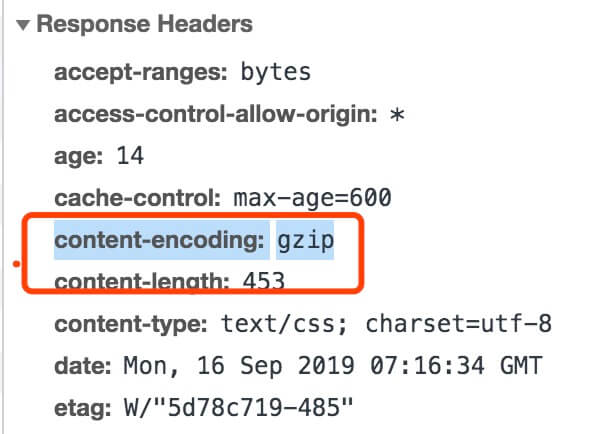 Response Headers
accept-ranges: bytes
access-control-allow-origin: *
age: 14
cache-control: max-age=600
content-encoding: gzip
content-length: 453
content-type: text/css; charset=utf-8
date: Mon, 16 Sep 2019 07:16:34 GMT
etag: W/"5d78c719-485"